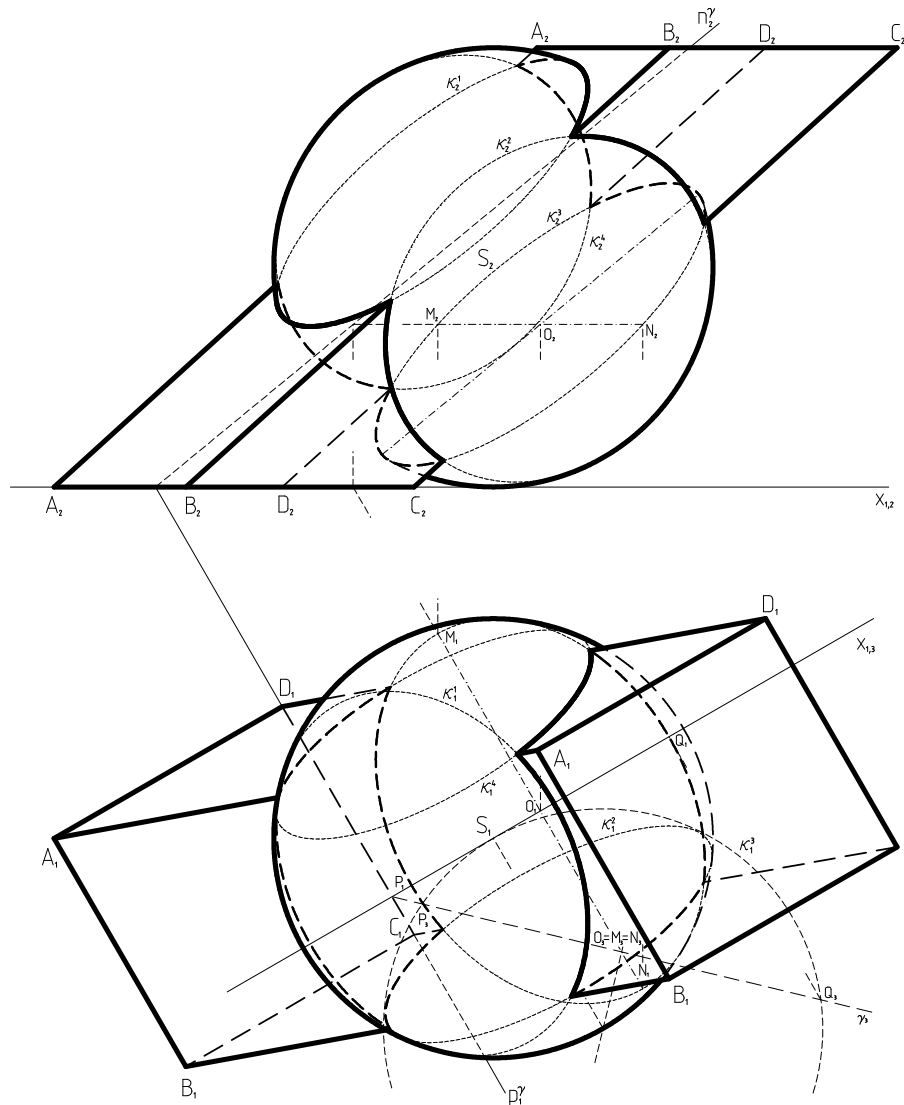 A₂ B₂ n₂ᵞ D₂ C₂
K₂¹
K₂²
K₂³
K₂⁴
S₂
M₂ O₂ N₂
A₂ B₂ D₂ C₂ X₁,₂
D₁
M₁ X₁,₃
D₁ K₁¹
Q₁
A₁
K₁⁴
O₁
S₁ K₁² K₁³
A₁
P₁
P₃
C₁ O₃=M₃=N₃
N₁
B₁ Q₃
γ₃
B₁ p₁ᵞ